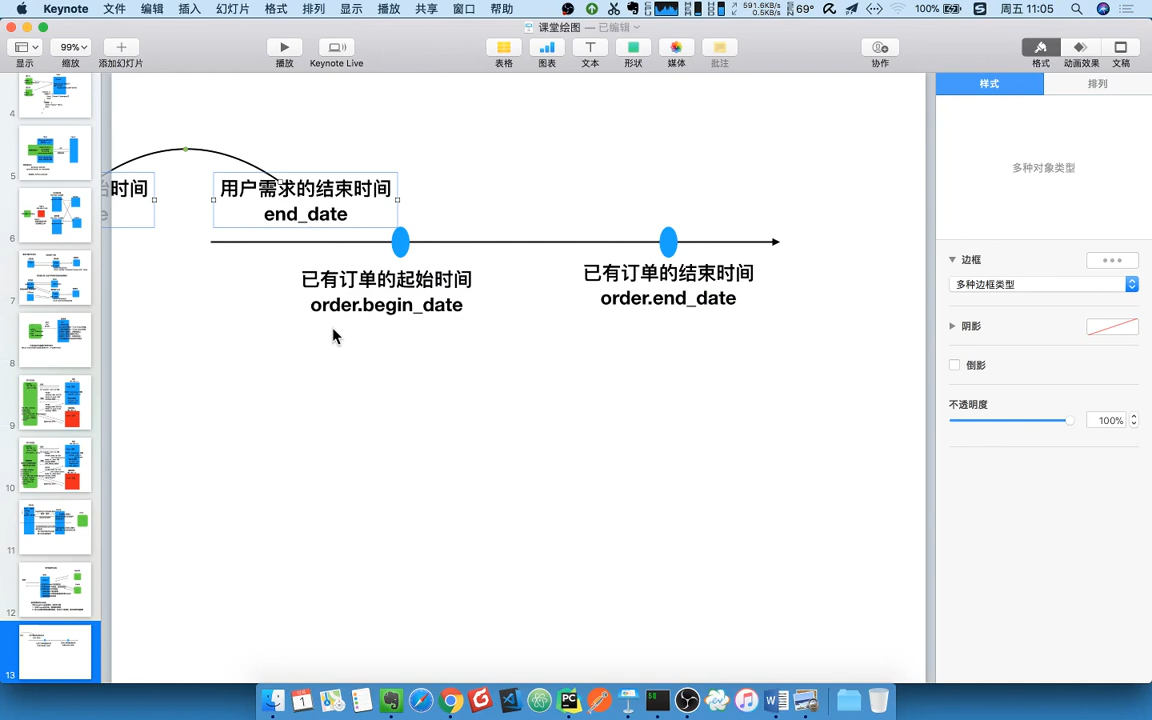 Keynote 文件 编辑 插入 幻灯片 格式 排列 显示 播放 共享 窗口 帮助
591.6KB/s
0.5KB/s
69° 100% 周五 11:05
课堂绘图 — 已编辑
99%
显示 缩放 添加幻灯片 播放 Keynote Live 表格 图表 文本 形状 媒体 批注 协作 格式 动画效果 文稿
样式 排列
多种对象类型
边框
多种边框类型
阴影
倒影
不透明度
100%
4
5
6
7
8
9
10
11
12
13
始时间
e
用户需求的结束时间
end_date
已有订单的起始时间
order.begin_date
已有订单的结束时间
order.end_date